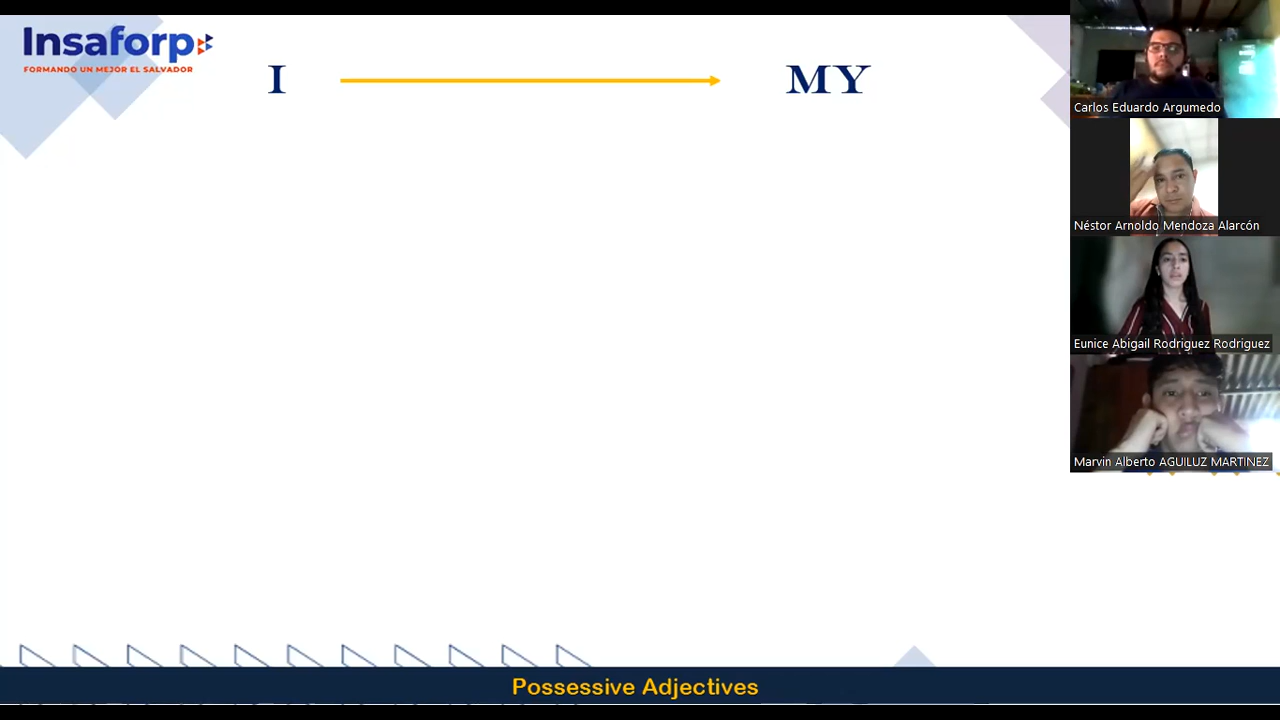 Insaforp
FORMANDO UN MEJOR EL SALVADOR
I MY
Carlos Eduardo Argumedo
Néstor Arnoldo Mendoza Alarcón
Eunice Abigail Rodriguez Rodriguez
Marvin Alberto AGUILUZ MARTINEZ
Possessive Adjectives